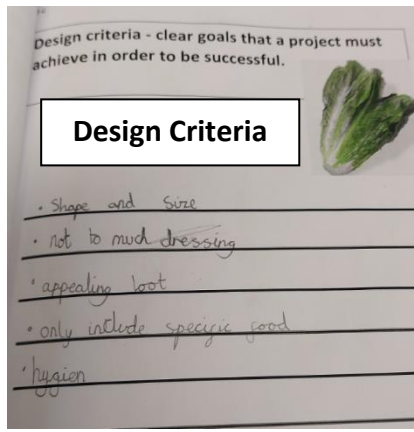 Design criteria - clear goals that a project must
achieve in order to be successful.
Design Criteria
• Shape and Size
• not to much dressing
• appealing loot
• only include specific food
• hygien